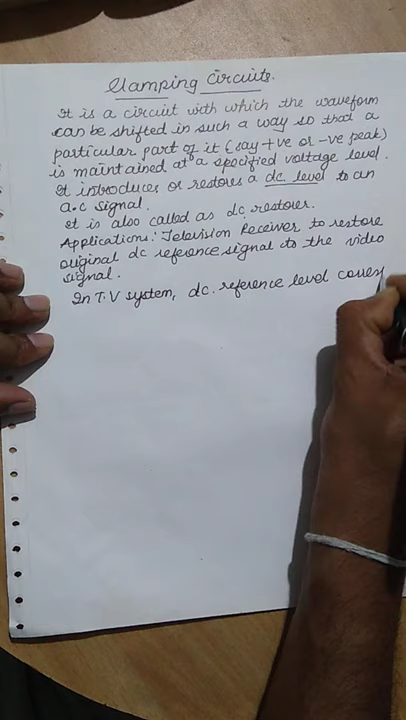 Clamping Circuits.
It is a circuit with which the waveform
can be shifted in such a way so that a
particular part of it (say +ve or -ve peak)
is maintained at a specified voltage level.
It introduces or restores a dc level to an
a.c signal.
It is also called as dc restorer.
Applications: Television Receiver to restore
original dc reference signal to the video
signal.
In T.V system, dc. reference level